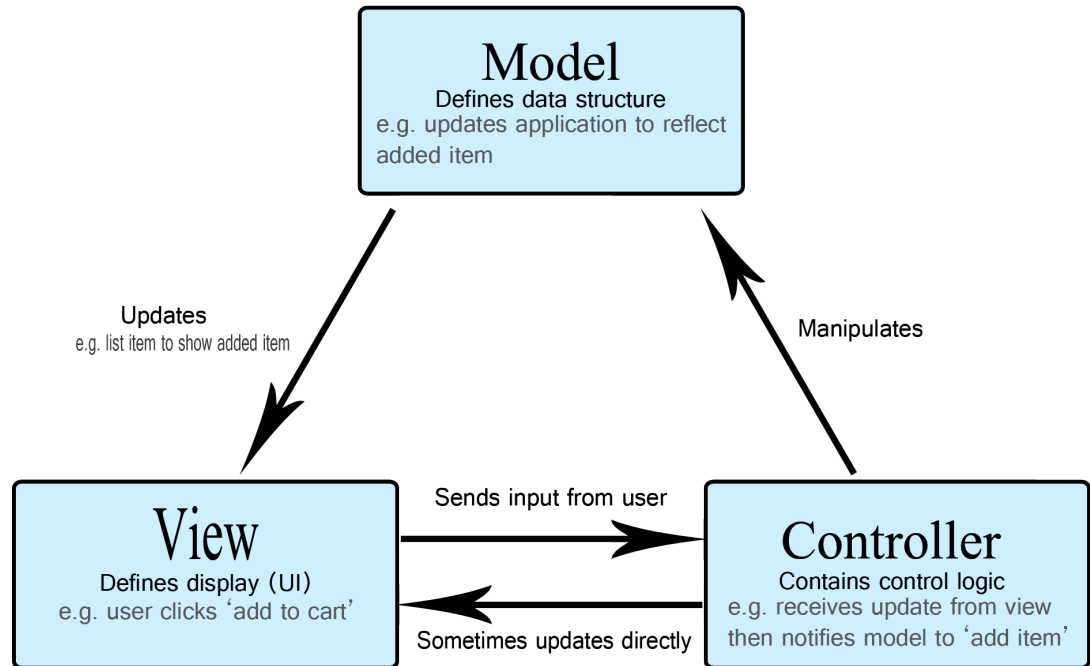 Model
Defines data structure
e.g. updates application to reflect
added item
Updates
e.g. list item to show added item
Manipulates
View
Defines display (UI)
e.g. user clicks ‘add to cart’
Sends input from user
Sometimes updates directly
Controller
Contains control logic
e.g. receives update from view
then notifies model to ‘add item’